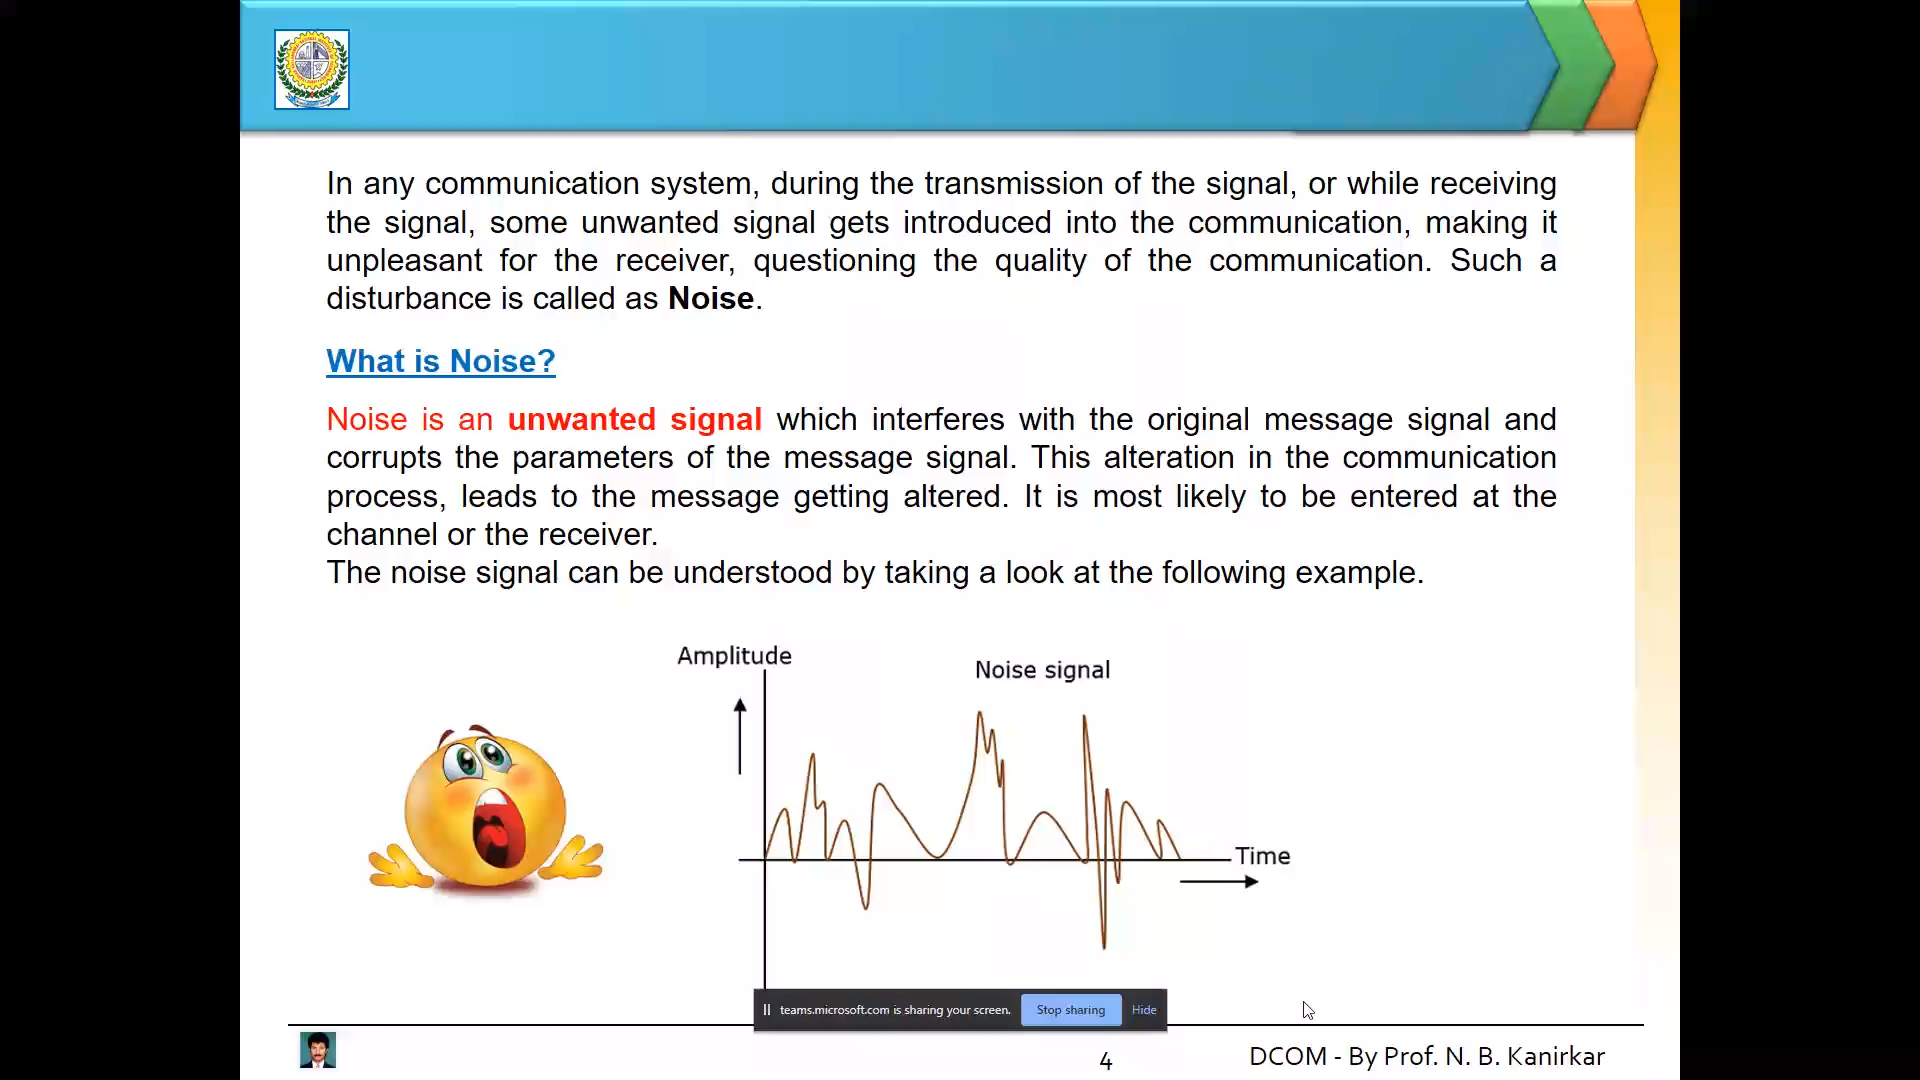 In any communication system, during the transmission of the signal, or while receiving
the signal, some unwanted signal gets introduced into the communication, making it
unpleasant for the receiver, questioning the quality of the communication. Such a
disturbance is called as Noise.
What is Noise?
Noise is an unwanted signal which interferes with the original message signal and
corrupts the parameters of the message signal. This alteration in the communication
process, leads to the message getting altered. It is most likely to be entered at the
channel or the receiver.
The noise signal can be understood by taking a look at the following example.
Amplitude
Noise signal
Time
teams.microsoft.com is sharing your screen.
Stop sharing
Hide
4
DCOM - By Prof. N. B. Kanirkar